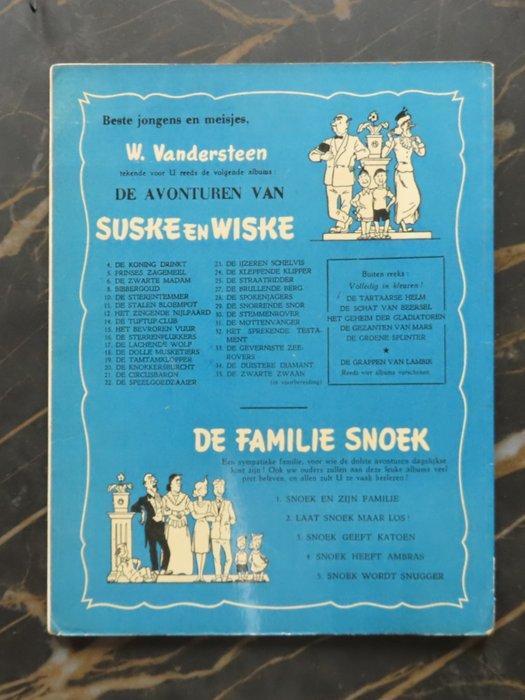 Beste jongens en meisjes,
W. Vandersteen
tekende voor U reeds de volgende albums :
DE AVONTUREN VAN
SUSKE EN WISKE
4. DE KONING DRINKT
5. PRINSES ZAGEMEEL
6. DE ZWARTE MADAM
8. BIBBERGOUD
10. DE STIERENTEMMER
11. DE STALEN BLOEMPOT
12. HET ZINGENDE NIJLPAARD
14. DE TUFTUF-CLUB
15. HET BEVROREN VUUR
16. DE STERRENPLUKKERS
17. DE LACHENDE WOLF
18. DE DOLLE MUSKETIERS
19. DE TAMTAMKLOPPER
20. DE KNOKKERSBURCHT
21. DE CIRCUSBARON
22. DE SPEELGOEDZAAIER
23. DE IJZEREN SCHELVIS
24. DE KLEPPENDE KLIPPER
25. DE STRAATRIDDER
27. DE BRULLENDE BERG
28. DE SPOKENJAGERS
29. DE SNORRENDE SNOR
30. DE STEMMENROVER
31. DE MOTTENVANGER
32. HET SPREKENDE TESTA-
MENT
33. DE GEVERNISTE ZEE-
ROVERS
34. DE DUISTERE DIAMANT
35. DE ZWARTE ZWAAN
(in voorbereiding)
Buiten reeks :
Volledig in kleuren !
DE TARTAARSE HELM
DE SCHAT VAN BEERSEL
HET GEHEIM DER GLADIATOREN
DE GEZANTEN VAN MARS
DE GROENE SPLINTER
★
DE GRAPPEN VAN LAMBIK
Reeds vier albums verschenen
DE FAMILIE SNOEK
Een sympatieke familie, voor wie de dolste avonturen dagelijkse
kost zijn ! Ook uw ouders zullen aan deze leuke albums veel
pret beleven, en allen zult U ze vaak herlezen !
1. SNOEK EN ZIJN FAMILIE
2. LAAT SNOEK MAAR LOS !
3. SNOEK GEEFT KATOEN
4. SNOEK HEEFT AMBRAS
5. SNOEK WORDT SNUGGER